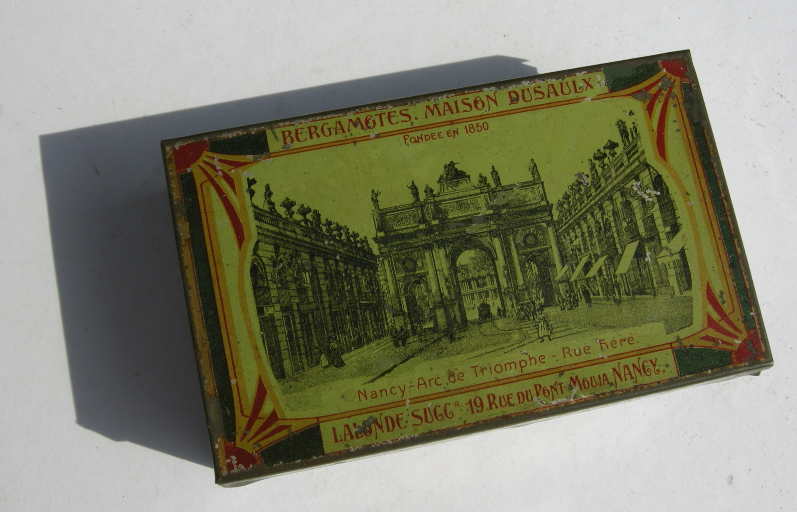 BERGAMOTES. MAISON DUSAULX
FONDÉE EN 1850
Nancy - Arc de Triomphe - Rue Héré.
LALONDE SUCCR. 19 RUE DU PONT MOUJA NANCY.